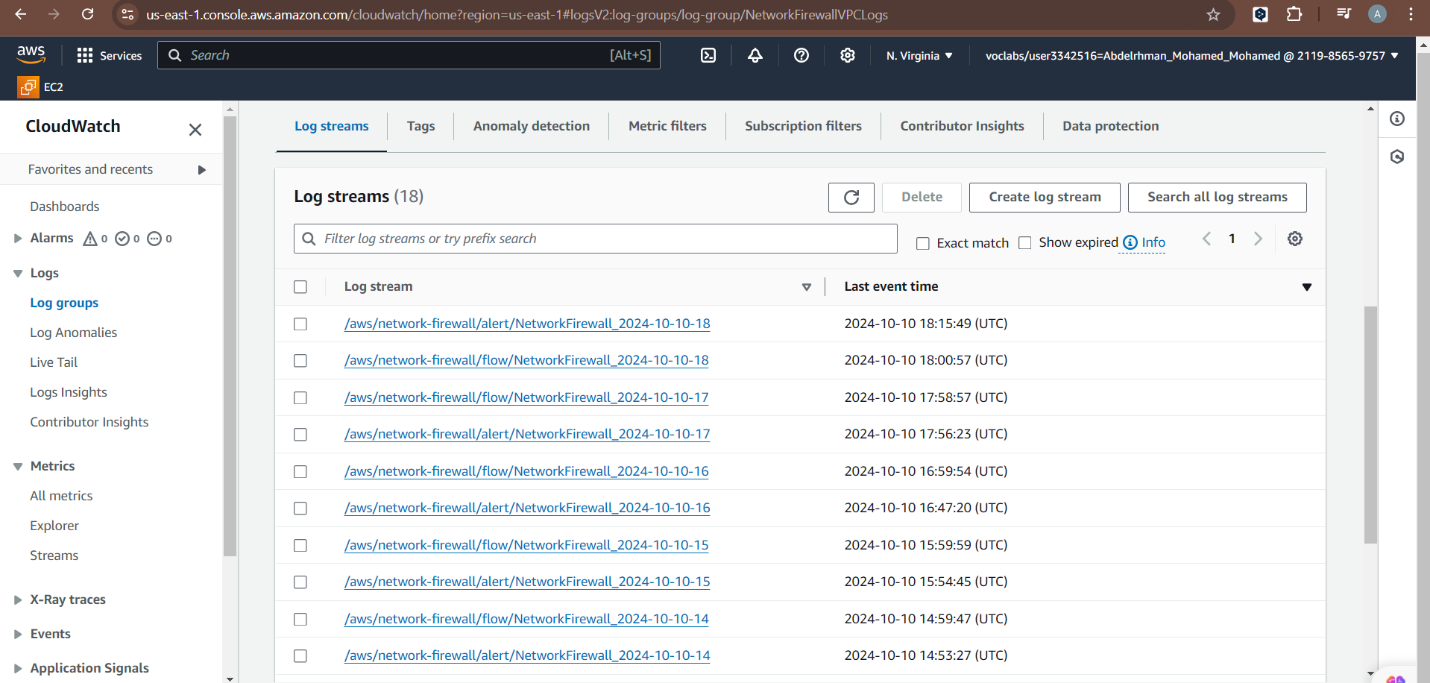 us-east-1.console.aws.amazon.com/cloudwatch/home?region=us-east-1#logsV2:log-groups/log-group/NetworkFirewallVPCLogs
A
aws
Services
Search
[Alt+S]
N. Virginia
voclabs/user3342516=Abdelrhman_Mohamed_Mohamed @ 2119-8565-9757
EC2
CloudWatch
Favorites and recents
Dashboards
Alarms 0 0 0
Logs
Log groups
Log Anomalies
Live Tail
Logs Insights
Contributor Insights
Metrics
All metrics
Explorer
Streams
X-Ray traces
Events
Application Signals
Log streams Tags Anomaly detection Metric filters Subscription filters Contributor Insights Data protection
Log streams (18)
Delete Create log stream Search all log streams
Filter log streams or try prefix search
Exact match Show expired Info 1
Log stream Last event time
/aws/network-firewall/alert/NetworkFirewall_2024-10-10-18 2024-10-10 18:15:49 (UTC)
/aws/network-firewall/flow/NetworkFirewall_2024-10-10-18 2024-10-10 18:00:57 (UTC)
/aws/network-firewall/flow/NetworkFirewall_2024-10-10-17 2024-10-10 17:58:57 (UTC)
/aws/network-firewall/alert/NetworkFirewall_2024-10-10-17 2024-10-10 17:56:23 (UTC)
/aws/network-firewall/flow/NetworkFirewall_2024-10-10-16 2024-10-10 16:59:54 (UTC)
/aws/network-firewall/alert/NetworkFirewall_2024-10-10-16 2024-10-10 16:47:20 (UTC)
/aws/network-firewall/flow/NetworkFirewall_2024-10-10-15 2024-10-10 15:59:59 (UTC)
/aws/network-firewall/alert/NetworkFirewall_2024-10-10-15 2024-10-10 15:54:45 (UTC)
/aws/network-firewall/flow/NetworkFirewall_2024-10-10-14 2024-10-10 14:59:47 (UTC)
/aws/network-firewall/alert/NetworkFirewall_2024-10-10-14 2024-10-10 14:53:27 (UTC)